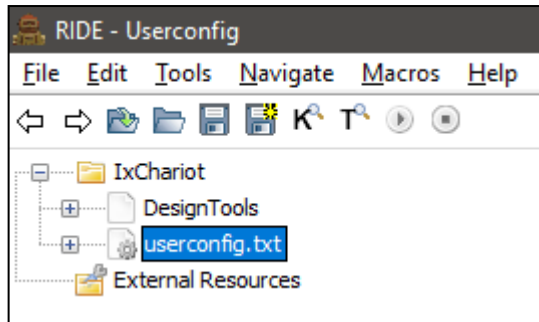 RIDE - Userconfig
File Edit Tools Navigate Macros Help
K T
IxChariot
DesignTools
userconfig.txt
External Resources